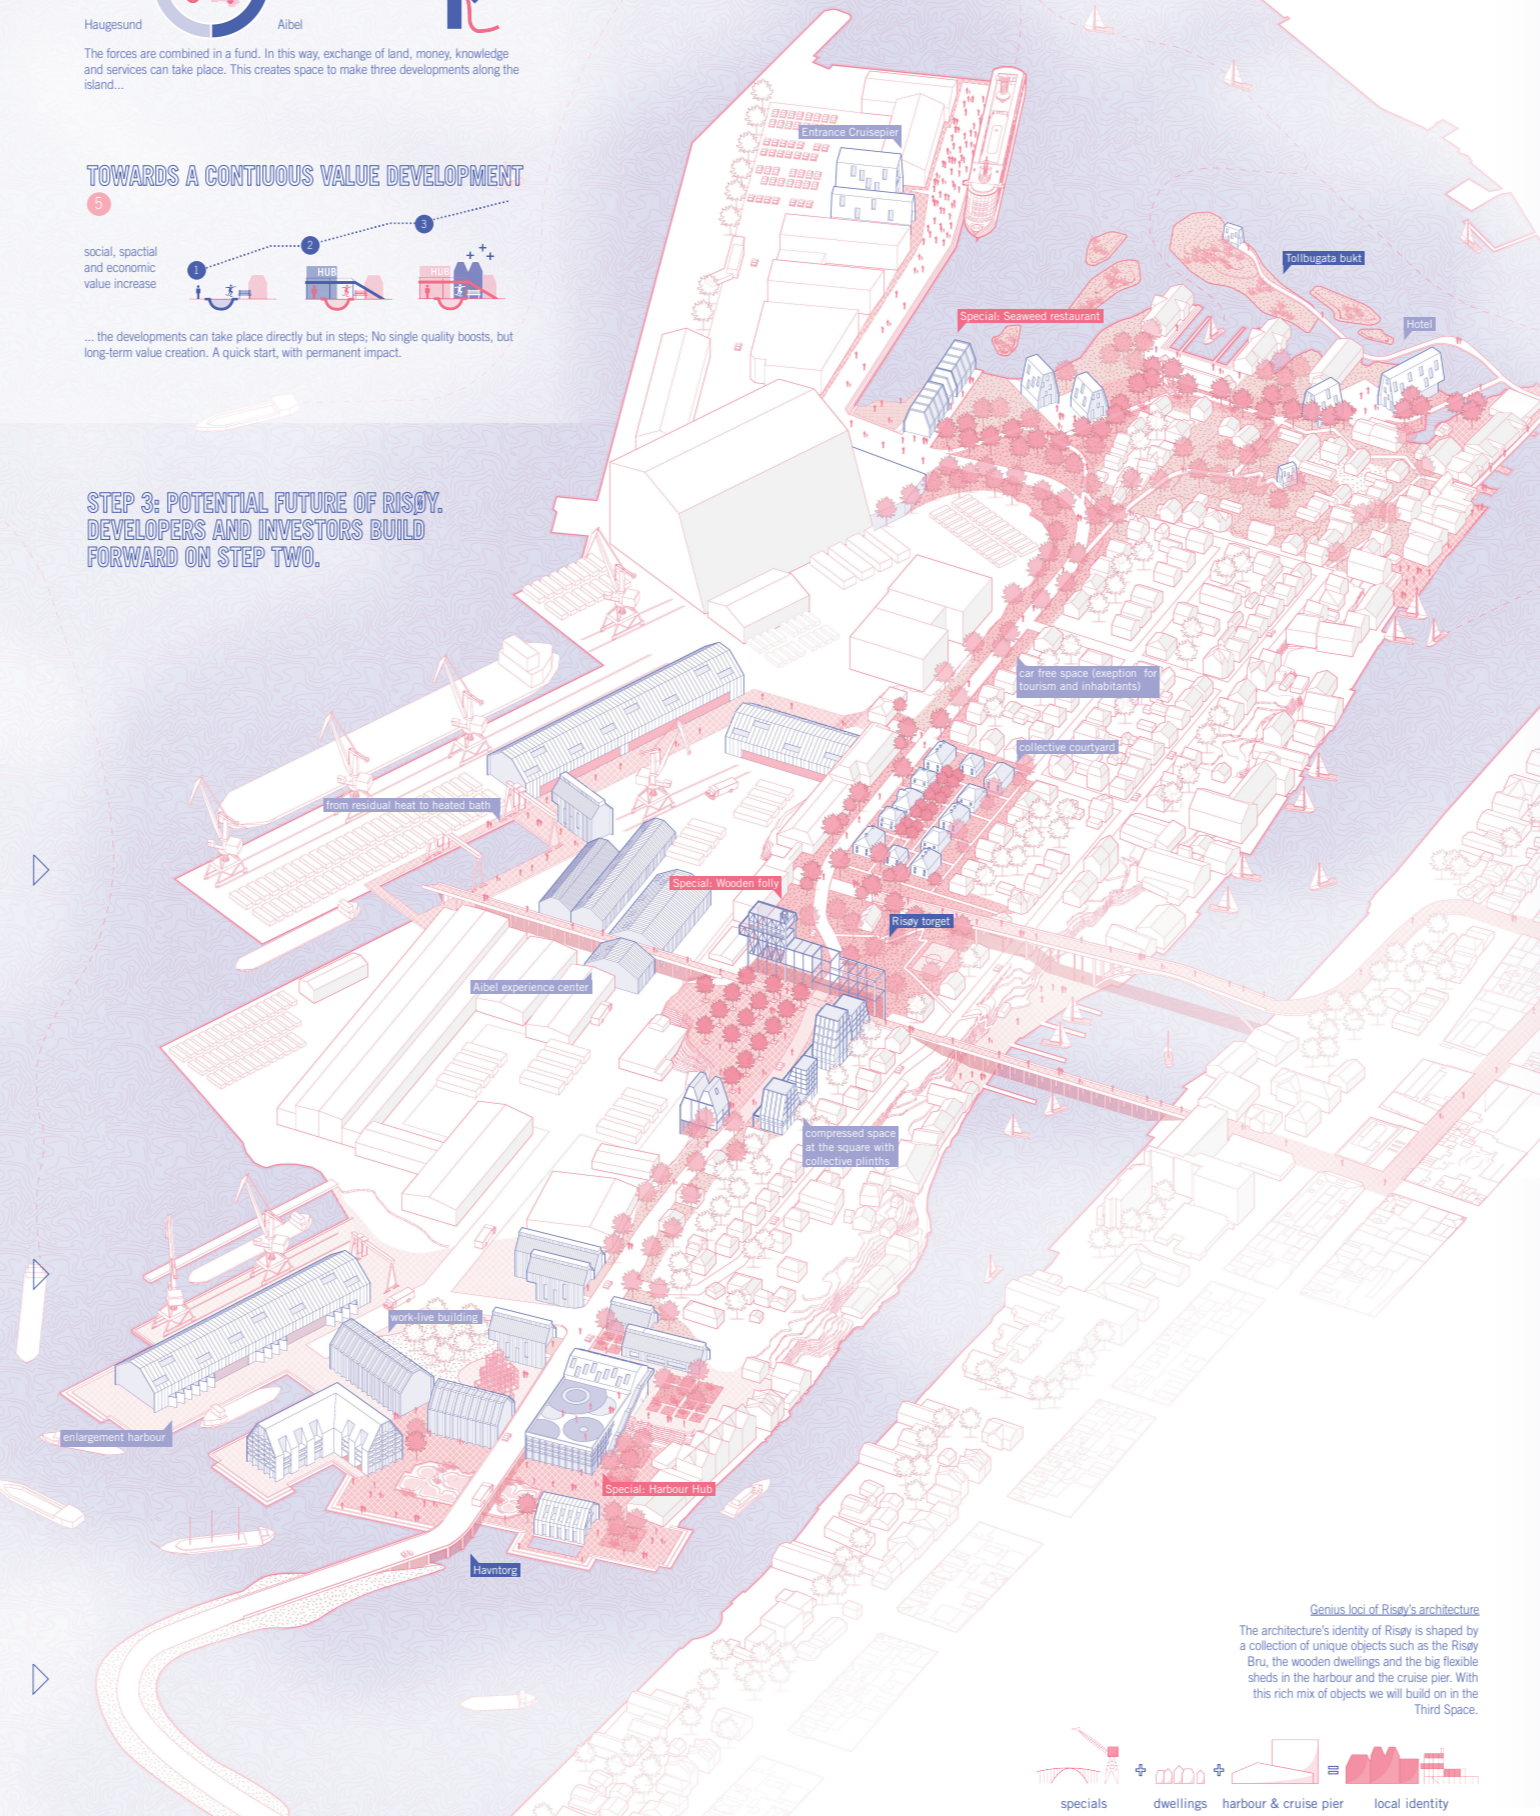 Haugesund
Aibel
The forces are combined in a fund. In this way, exchange of land, money, knowledge
and services can take place. This creates space to make three developments along the
island...
TOWARDS A CONTIUOUS VALUE DEVELOPMENT
5
social, spactial
and economic
value increase
1
2
3
HUB
HUB
... the developments can take place directly but in steps; No single quality boosts, but
long-term value creation. A quick start, with permanent impact.
STEP 3: POTENTIAL FUTURE OF RISØY.
DEVELOPERS AND INVESTORS BUILD
FORWARD ON STEP TWO.
Entrance Cruisepier
Tollbugata bukt
Special: Seaweed restaurant
Hotel
car free space (exeption for
tourism and inhabitants)
collective courtyard
from residual heat to heated bath
Special: Wooden folly
Risøy torget
Aibel experience center
compressed space
at the square with
collective plinths
work-live building
enlargement harbour
Special: Harbour Hub
Havntorg
Genius loci of Risøy's architecture
The architecture's identity of Risøy is shaped by
a collection of unique objects such as the Risøy
Bru, the wooden dwellings and the big flexible
sheds in the harbour and the cruise pier. With
this rich mix of objects we will build on in the
Third Space.
specials
dwellings
harbour & cruise pier
local identity